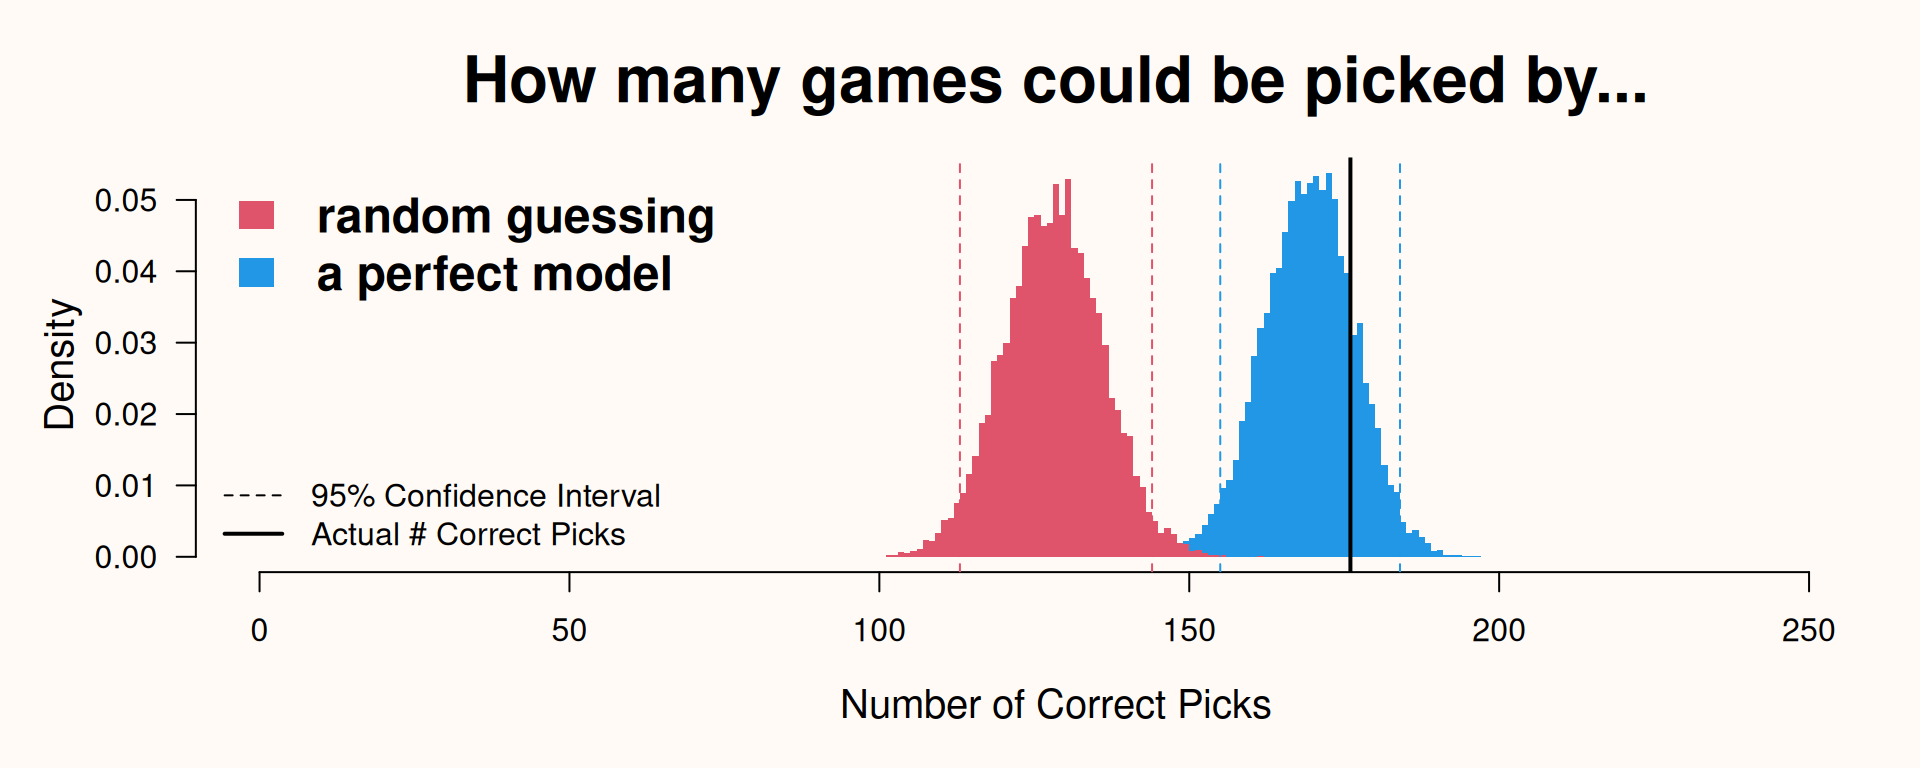 How many games could be picked by...
random guessing
a perfect model
95% Confidence Interval
Actual # Correct Picks
Density
0.05
0.04
0.03
0.02
0.01
0.00
0 50 100 150 200 250
Number of Correct Picks